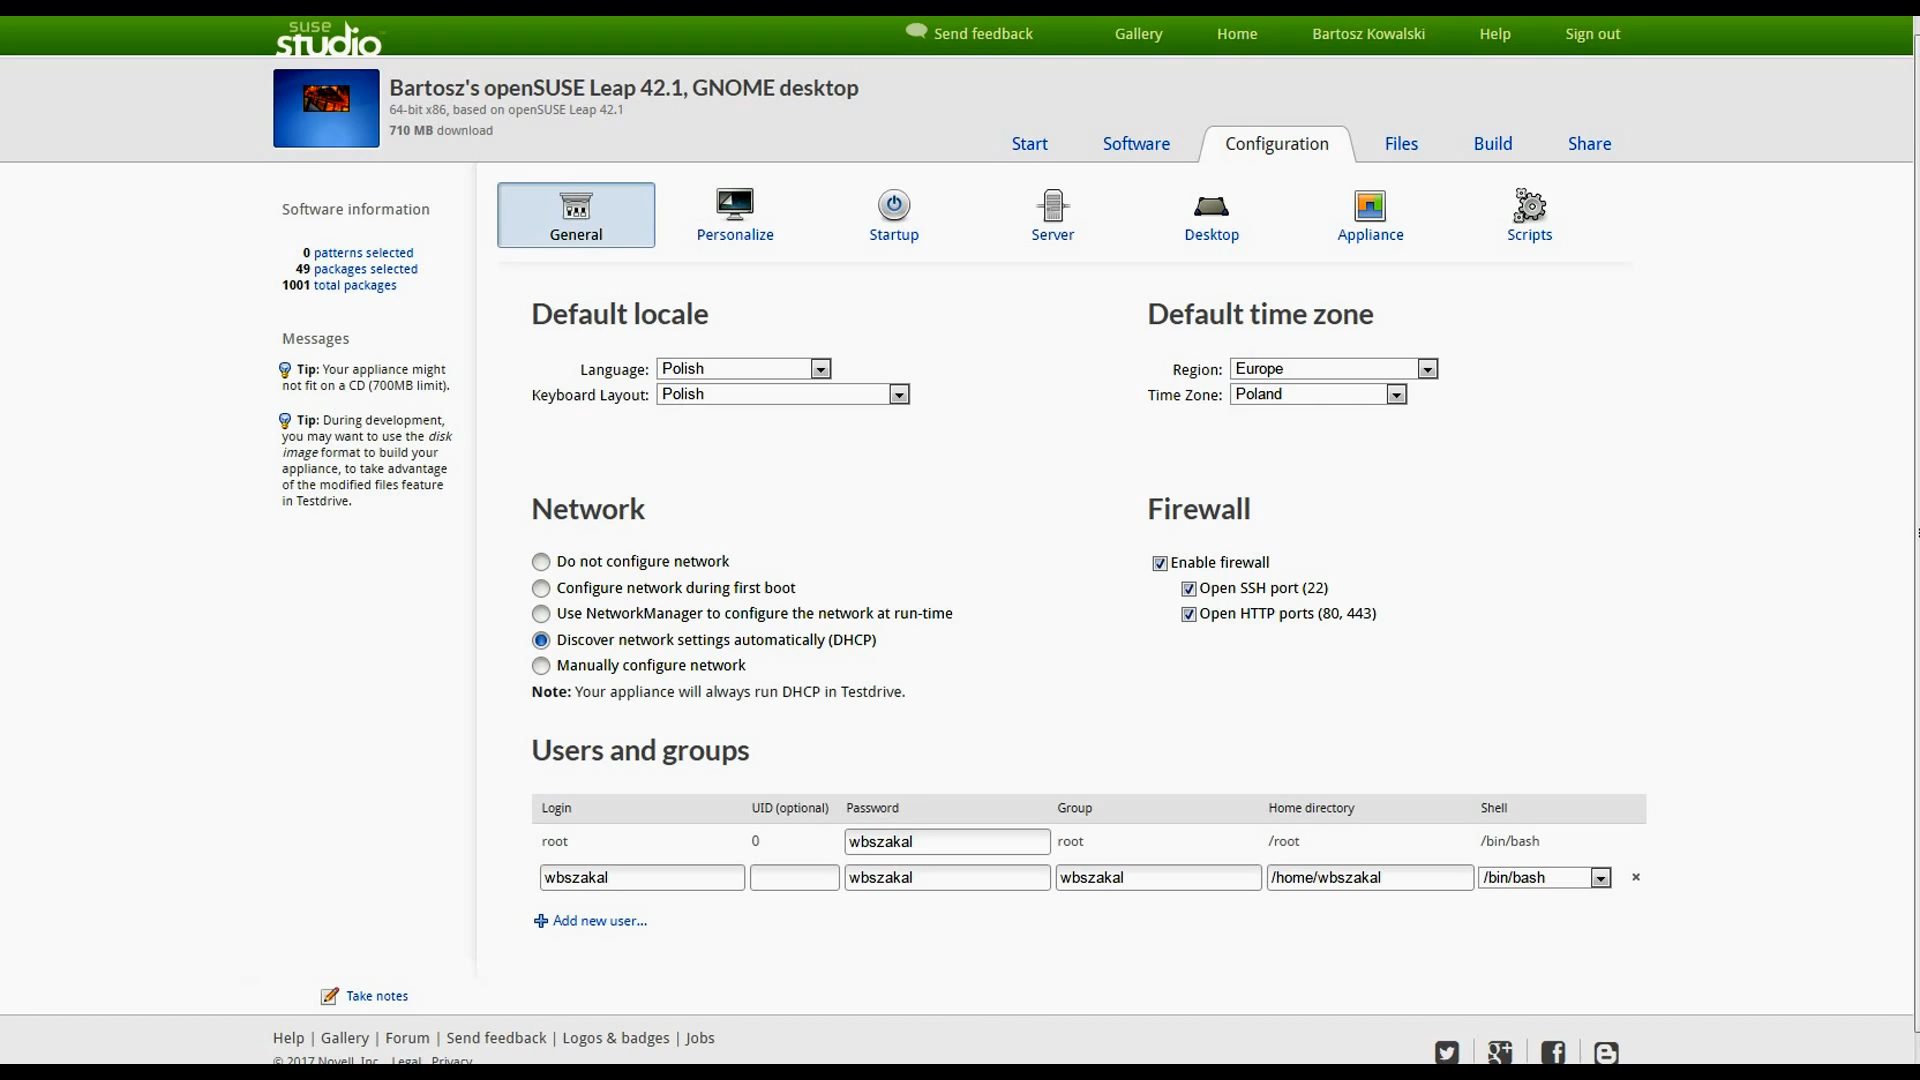 suse studio
Send feedback
Gallery
Home
Bartosz Kowalski
Help
Sign out
Bartosz's openSUSE Leap 42.1, GNOME desktop
64-bit x86, based on openSUSE Leap 42.1
710 MB download
Start
Software
Configuration
Files
Build
Share
Software information
0 patterns selected
49 packages selected
1001 total packages
Messages
Tip: Your appliance might
not fit on a CD (700MB limit).
Tip: During development,
you may want to use the disk
image format to build your
appliance, to take advantage
of the modified files feature
in Testdrive.
General
Personalize
Startup
Server
Desktop
Appliance
Scripts
Default locale
Language: Polish
Keyboard Layout: Polish
Default time zone
Region: Europe
Time Zone: Poland
Network
Do not configure network
Configure network during first boot
Use NetworkManager to configure the network at run-time
Discover network settings automatically (DHCP)
Manually configure network
Note: Your appliance will always run DHCP in Testdrive.
Firewall
Enable firewall
Open SSH port (22)
Open HTTP ports (80, 443)
Users and groups
Login UID (optional) Password Group Home directory Shell
root 0 wbszakal root /root /bin/bash
wbszakal wbszakal wbszakal /home/wbszakal /bin/bash
Add new user...
Take notes
Help | Gallery | Forum | Send feedback | Logos & badges | Jobs
© 2017 Novell, Inc. Legal Privacy